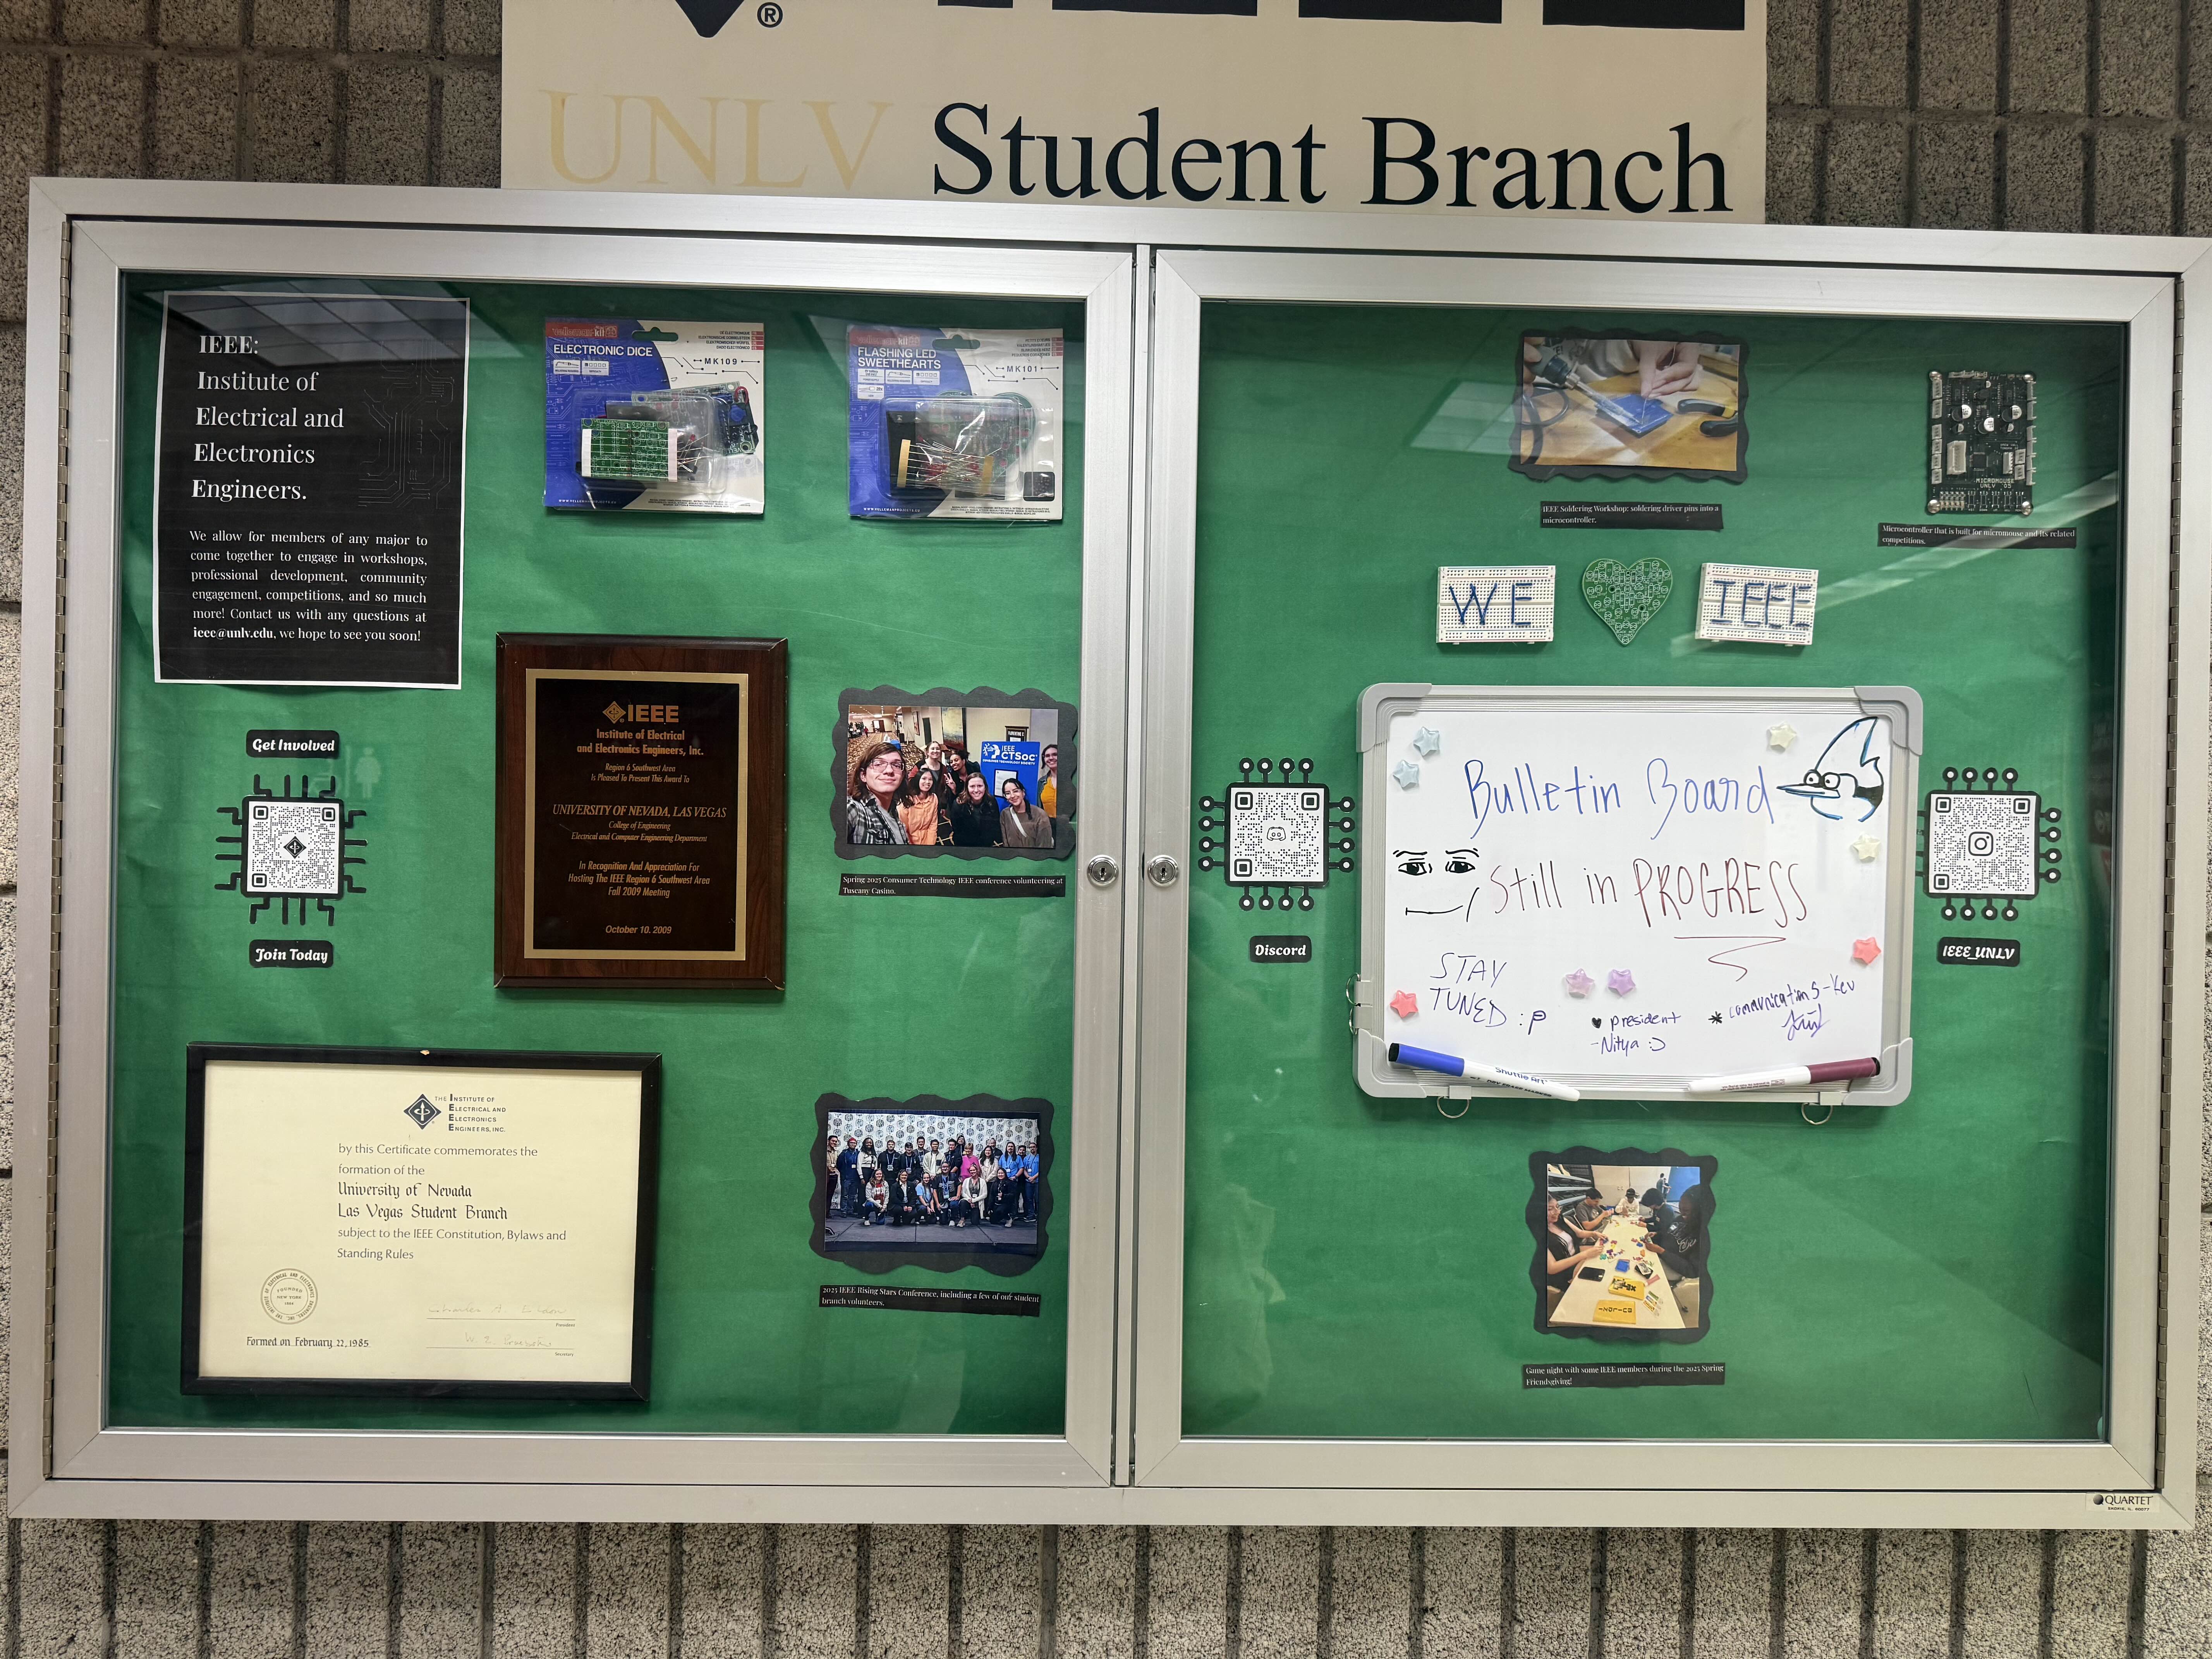 ®
UNLV Student Branch
IEEE:
Institute of
Electrical and
Electronics
Engineers.
We allow for members of any major to
come together to engage in workshops,
professional development, community
engagement, competitions, and so much
more! Contact us with any questions at
ieee@unlv.edu, we hope to see you soon!
ELECTRONIC DICE
MK109
FLASHING LED
SWEETHEARTS
MK101
Get Involved
Join Today
IEEE
Institute of Electrical
and Electronics Engineers, Inc.
Region 6 Southwest Area
Is Pleased To Present This Award To
UNIVERSITY OF NEVADA, LAS VEGAS
College of Engineering
Electrical and Computer Engineering Department
In Recognition And Appreciation For
Hosting The IEEE Region 6 Southwest Area
Fall 2009 Meeting
October 10, 2009
IEEE
CTSoc
Spring 2025 Consumer Technology IEEE conference volunteering at
Tuscany Casino.
THE INSTITUTE OF
ELECTRICAL AND
ELECTRONICS
ENGINEERS, INC.
by this Certificate commemorates the
formation of the
University of Nevada
Las Vegas Student Branch
subject to the IEEE Constitution, Bylaws and
Standing Rules
President
Secretary
Formed on February 22, 1985
2025 IEEE Rising Stars Conference, including a few of our student
branch volunteers.
IEEE Soldering Workshop: soldering driver pins into a
microcontroller.
MICROMOUSE
UNLV 05
Microcontroller that is built for micromouse and its related
competitions.
WE
IEEE
Discord
Bulletin Board
Still in PROGRESS
STAY
TUNED :P
president
-Nitya :)
* communications-Kev
Shuttle Art
IEEE_UNLV
Game night with some IEEE members during the 2025 Spring
Friendsgiving!
QUARTET